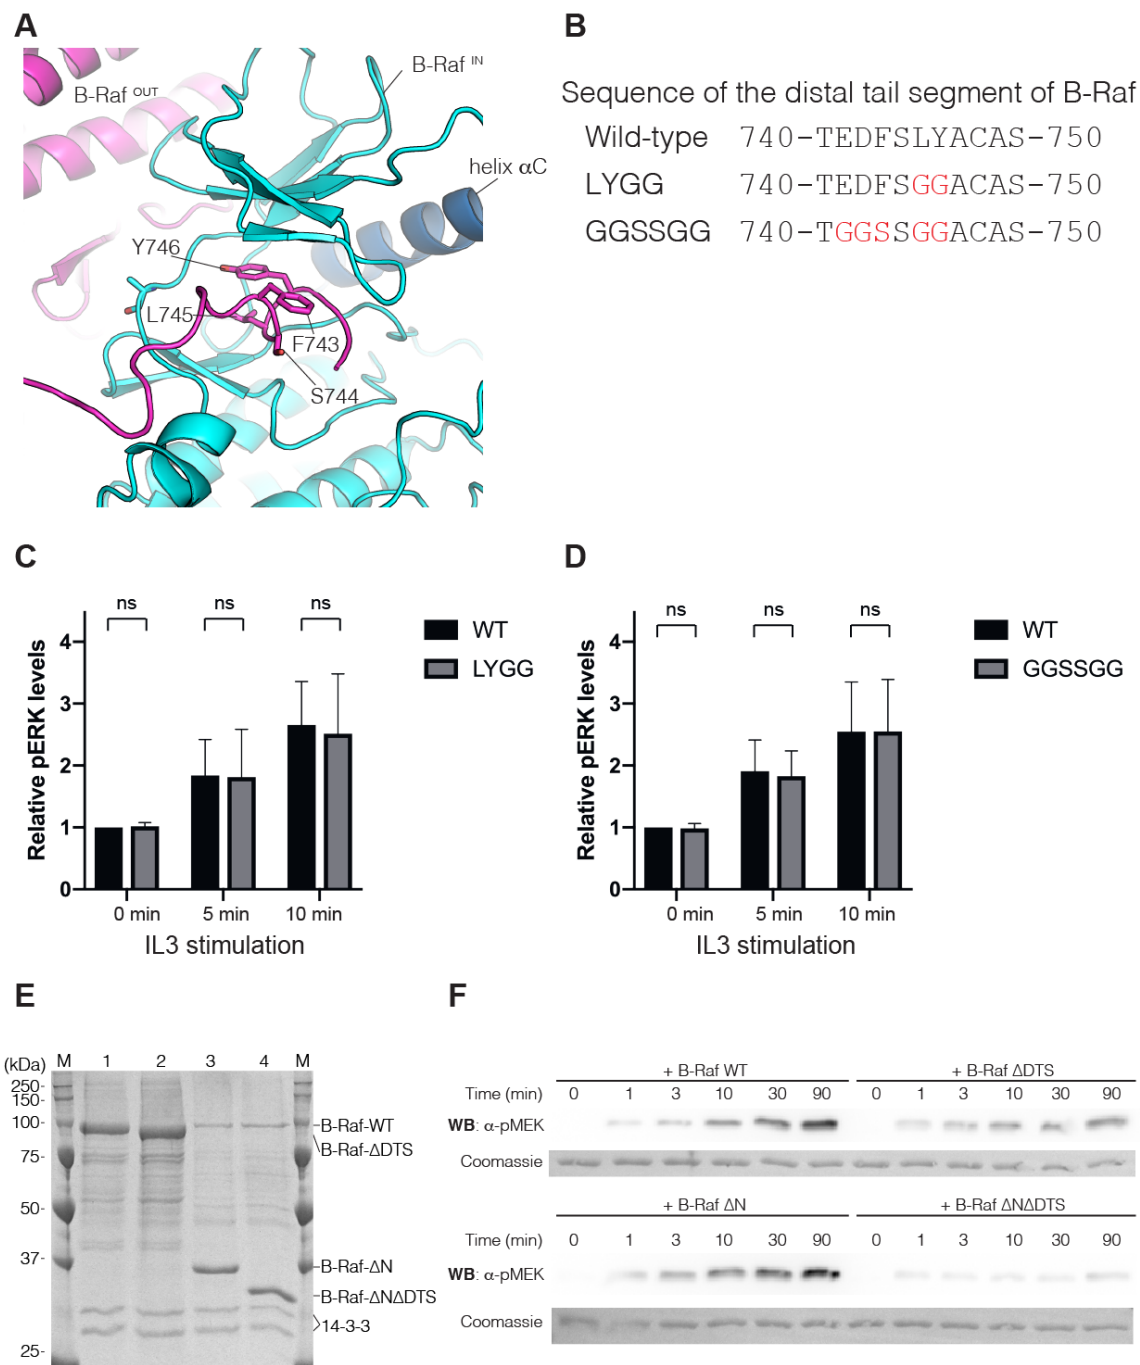 A
B-Raf OUT
B-Raf IN
helix αC
Y746
L745
F743
S744
B
Sequence of the distal tail segment of B-Raf
Wild-type 740-TEDFSLYACAS-750
LYGG 740-TEDFSGGACAS-750
GGSSGG 740-TGGSSGGACAS-750
C
ns ns ns
WT
LYGG
Relative pERK levels
4
3
2
1
0
0 min 5 min 10 min
IL3 stimulation
D
ns ns ns
WT
GGSSGG
Relative pERK levels
4
3
2
1
0
0 min 5 min 10 min
IL3 stimulation
E
(kDa) M 1 2 3 4 M
250-
150-
100-
75-
50-
37-
25-
B-Raf-WT
B-Raf-ΔDTS
B-Raf-ΔN
B-Raf-ΔNΔDTS
14-3-3
F
+ B-Raf WT + B-Raf ΔDTS
Time (min) 0 1 3 10 30 90 0 1 3 10 30 90
WB: α-pMEK
Coomassie
+ B-Raf ΔN + B-Raf ΔNΔDTS
Time (min) 0 1 3 10 30 90 0 1 3 10 30 90
WB: α-pMEK
Coomassie